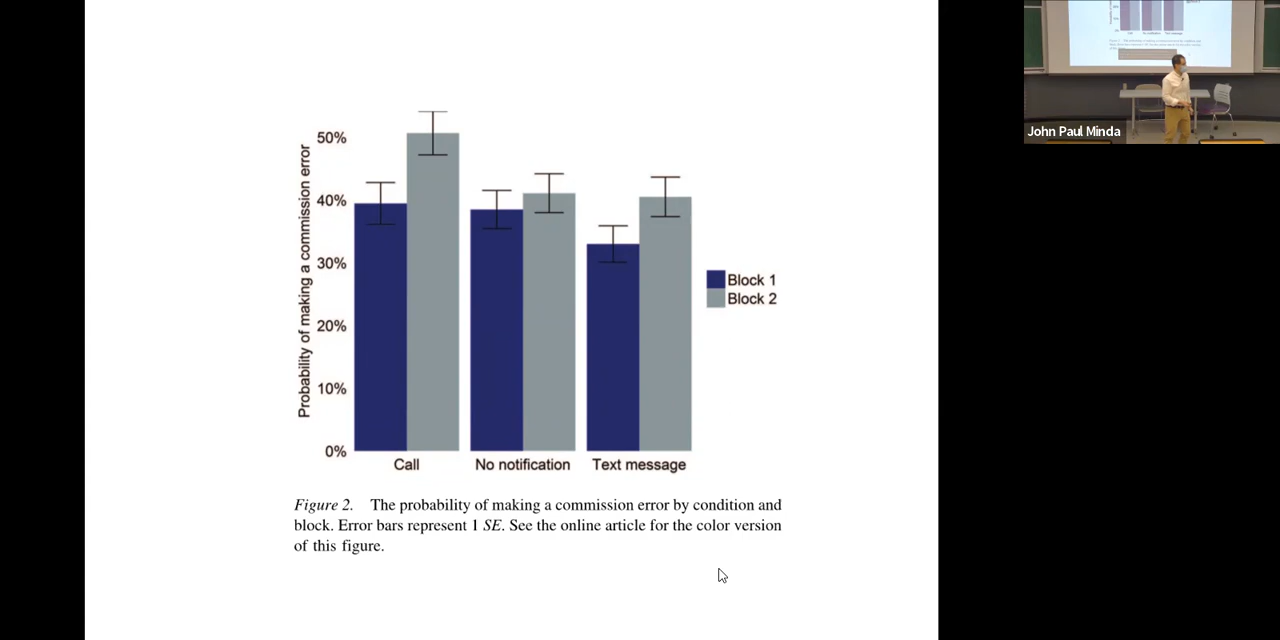 John Paul Minda
Probability of making a commission error
50%
40%
30%
20%
10%
0%
Call
No notification
Text message
Block 1
Block 2
Figure 2. The probability of making a commission error by condition and
block. Error bars represent 1 SE. See the online article for the color version
of this figure.